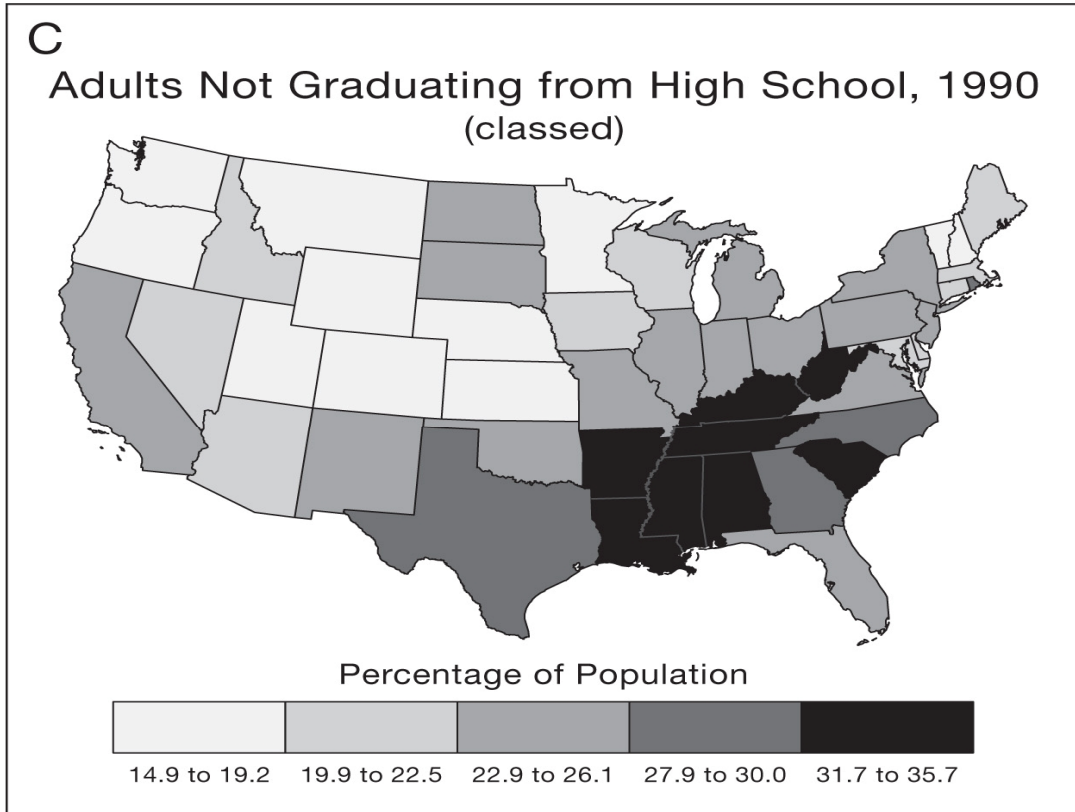 C
Adults Not Graduating from High School, 1990
(classed)
Percentage of Population
14.9 to 19.2 19.9 to 22.5 22.9 to 26.1 27.9 to 30.0 31.7 to 35.7